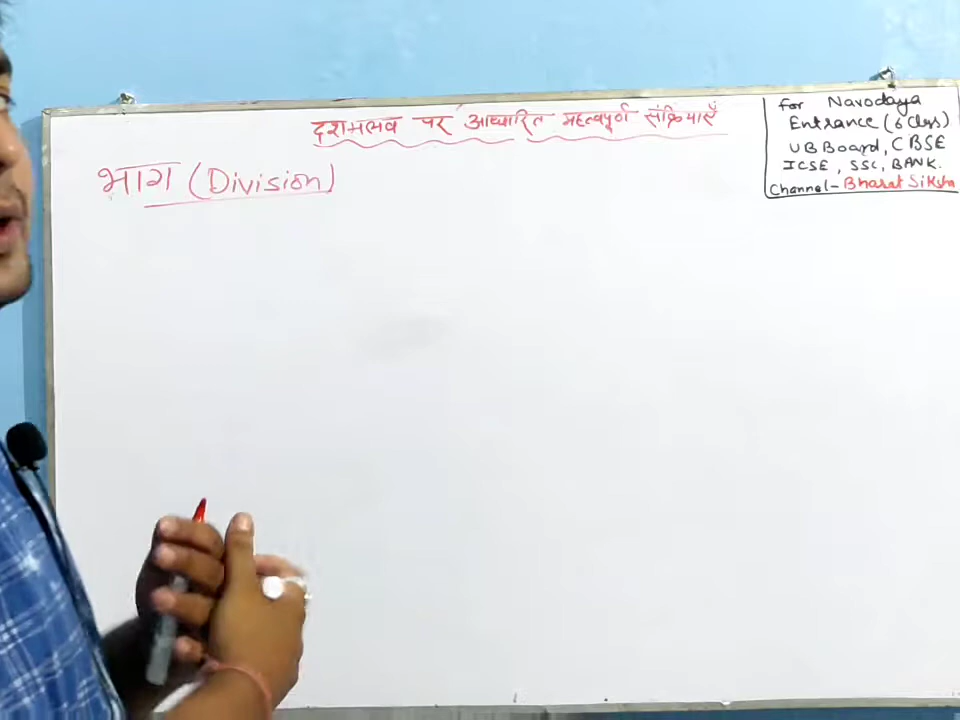 दशमलव पर आधारित महत्वपूर्ण संक्रियाएँ
भाग (Division)
for Navodaya
Entrance (6 Class)
UB Board, CBSE
ICSE, SSC, BANK.
Channel- Bharat Siksha